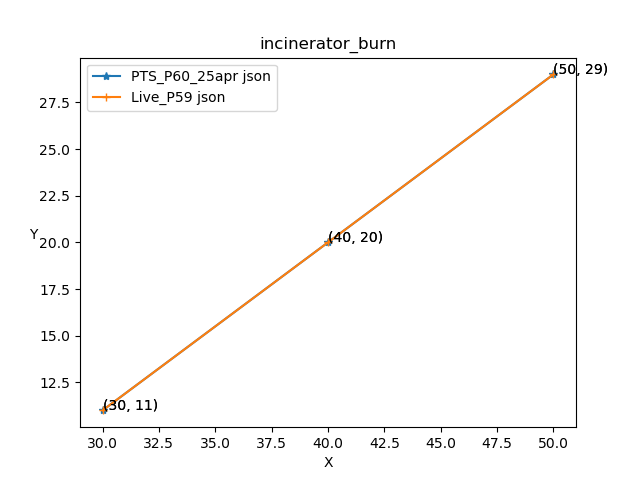 incinerator_burn
PTS_P60_25apr json
Live_P59 json
(50, 29)
(40, 20)
(30, 11)
Y
27.5
25.0
22.5
20.0
17.5
15.0
12.5
30.0 32.5 35.0 37.5 40.0 42.5 45.0 47.5 50.0
X